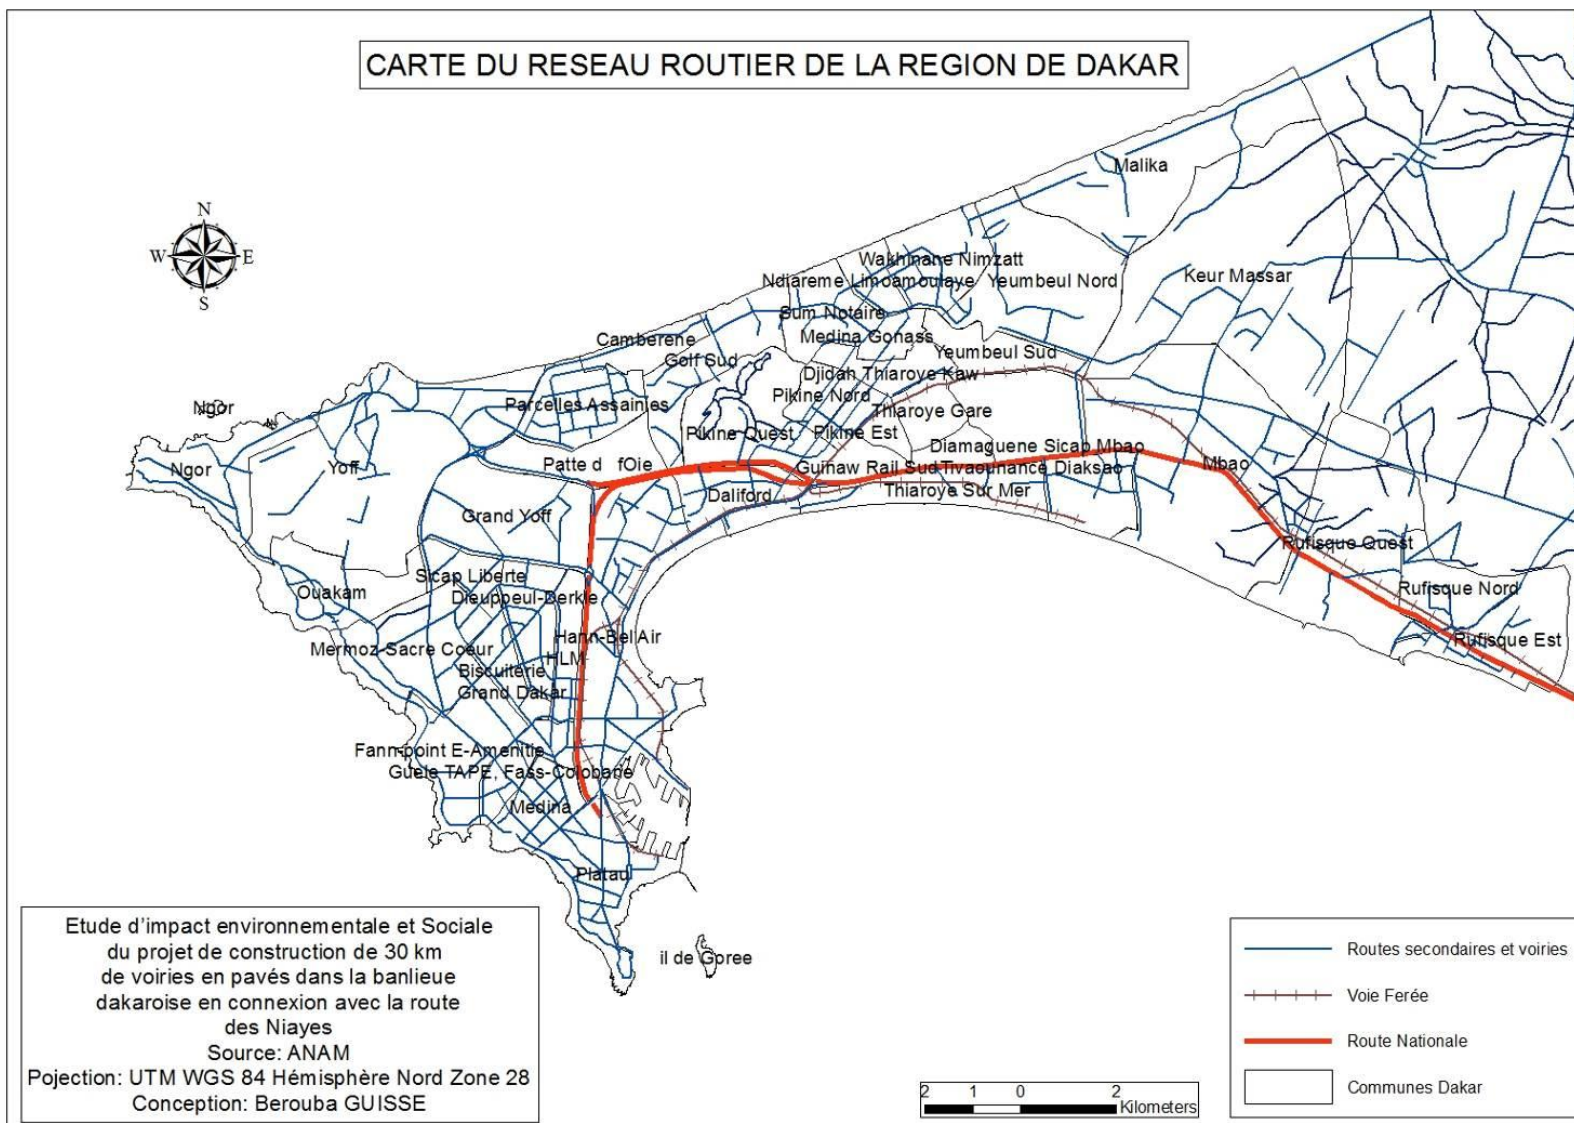 CARTE DU RESEAU ROUTIER DE LA REGION DE DAKAR
N
W E
S
Malika
Wakhinane Nimzatt
Ndiareme Limoamoulaye Yeumbeul Nord
Keur Massar
Sum Notaire
Medina Gonass
Camberene
Golf Sud
Yeumbeul Sud
Djidah Thiaroye Kaw
Pikine Nord
Ngor
Parcelles Assainies
Thiaroye Gare
Pikine Quest
Pikine Est
Diamaguene Sicap Mbao
Ngor
Yoff
Patte d fOie
Guinaw Rail Sud
Tivaounance Diaksao
Mbao
Daliford
Thiaroye Sur Mer
Grand Yoff
Rufisque Quest
Sicap Liberte
Dieuppeul-Derkle
Ouakam
Rufisque Nord
Hann-Bel Air
Rufisque Est
Mermoz-Sacre Coeur
HLM
Biscuiterie
Grand Dakar
Fann-point E-Amenitie
Guele TAPE, Fass-Colobane
Medina
Platau
il de Goree
Etude d'impact environnementale et Sociale
du projet de construction de 30 km
de voiries en pavés dans la banlieue
dakaroise en connexion avec la route
des Niayes
Source: ANAM
Pojection: UTM WGS 84 Hémisphère Nord Zone 28
Conception: Berouba GUISSE
2 1 0 2
Kilometers
Routes secondaires et voiries
Voie Ferée
Route Nationale
Communes Dakar